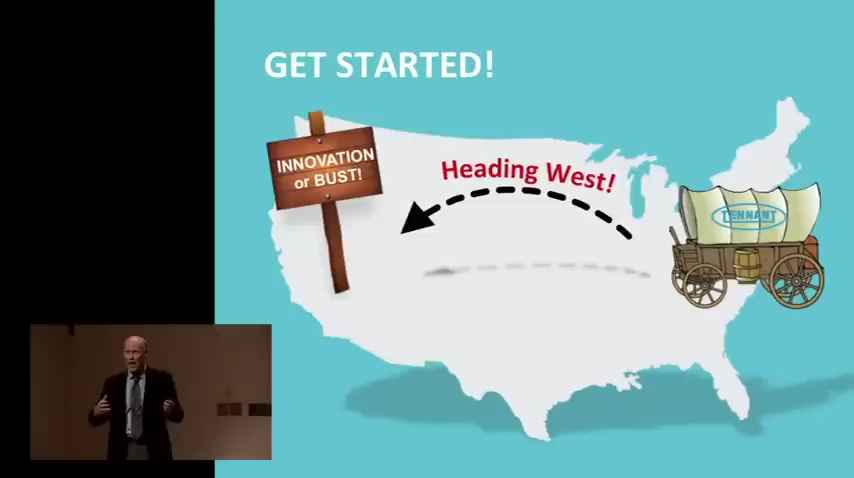 GET STARTED!
INNOVATION
or BUST!
Heading West!
TENNANT